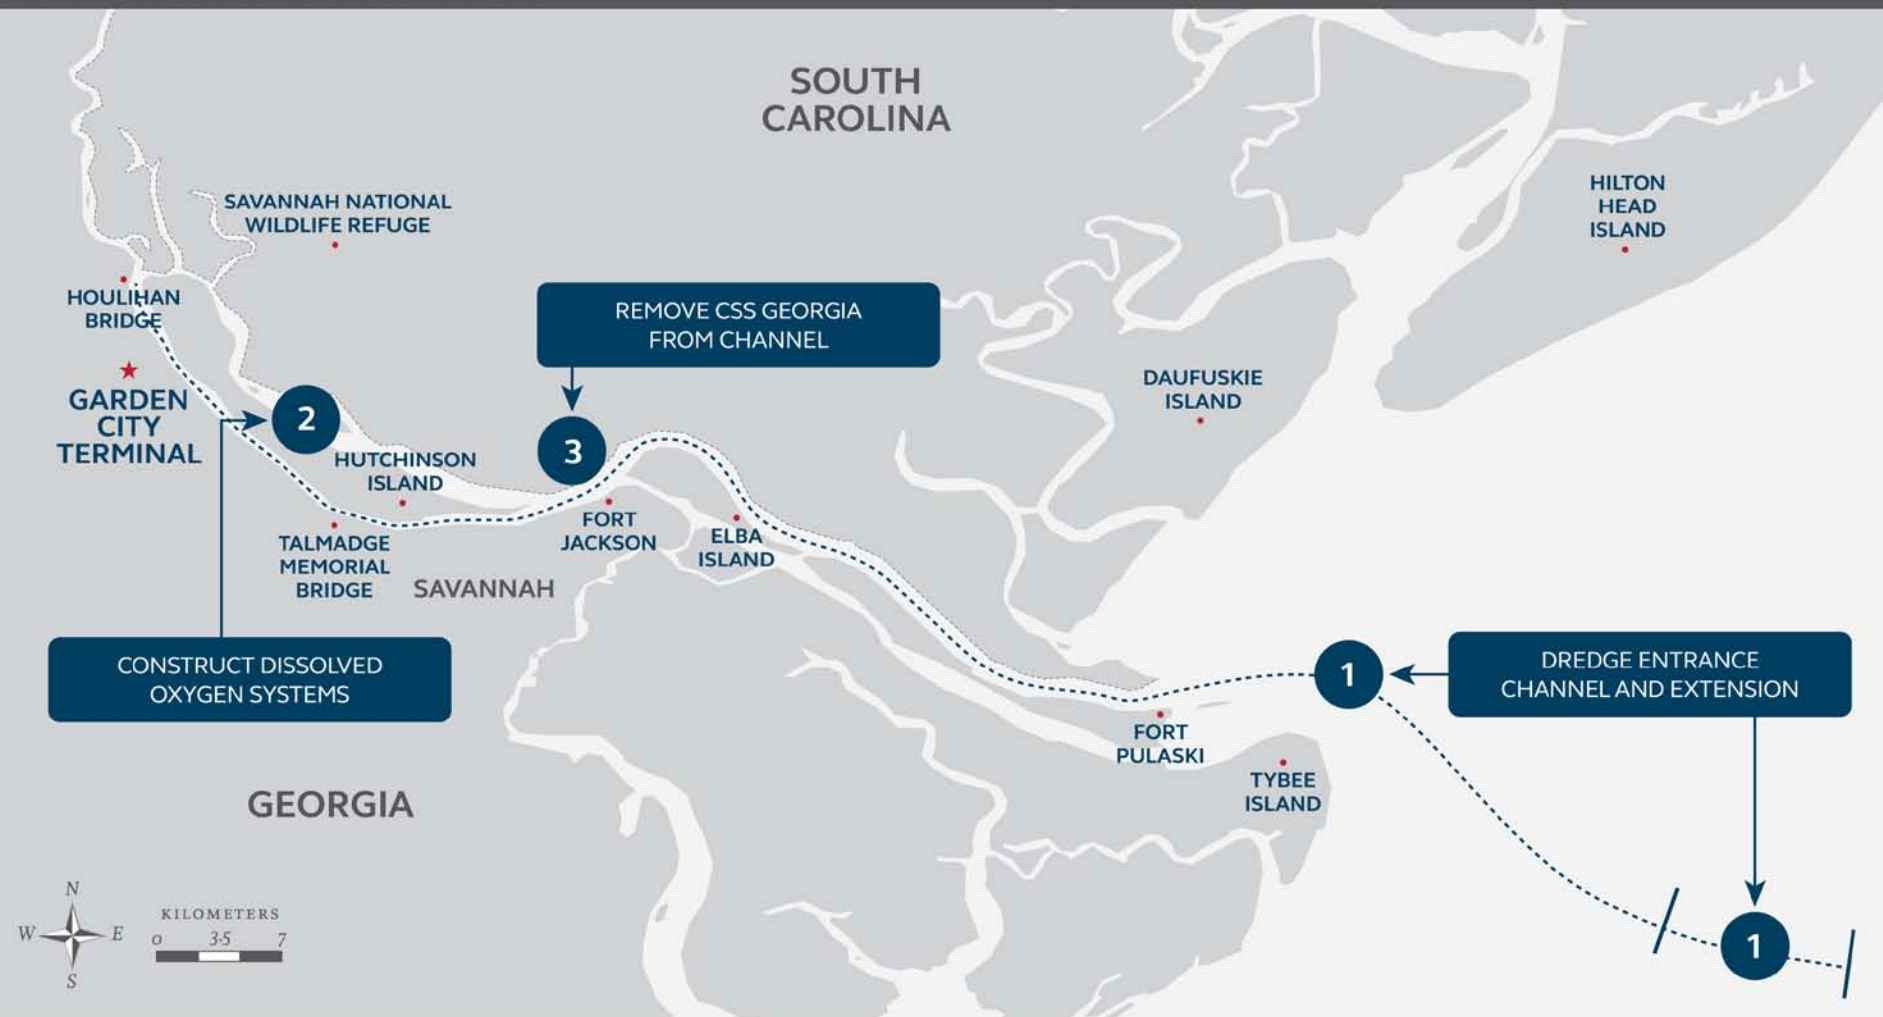 SOUTH
CAROLINA
HILTON
HEAD
ISLAND
SAVANNAH NATIONAL
WILDLIFE REFUGE
HOULIHAN
BRIDGE
REMOVE CSS GEORGIA
FROM CHANNEL
GARDEN
CITY
TERMINAL
2
3
DAUFUSKIE
ISLAND
HUTCHINSON
ISLAND
TALMADGE
MEMORIAL
BRIDGE
FORT
JACKSON
ELBA
ISLAND
SAVANNAH
CONSTRUCT DISSOLVED
OXYGEN SYSTEMS
1
DREDGE ENTRANCE
CHANNEL AND EXTENSION
FORT
PULASKI
TYBEE
ISLAND
GEORGIA
N
W E
S
KILOMETERS
0 3.5 7
1